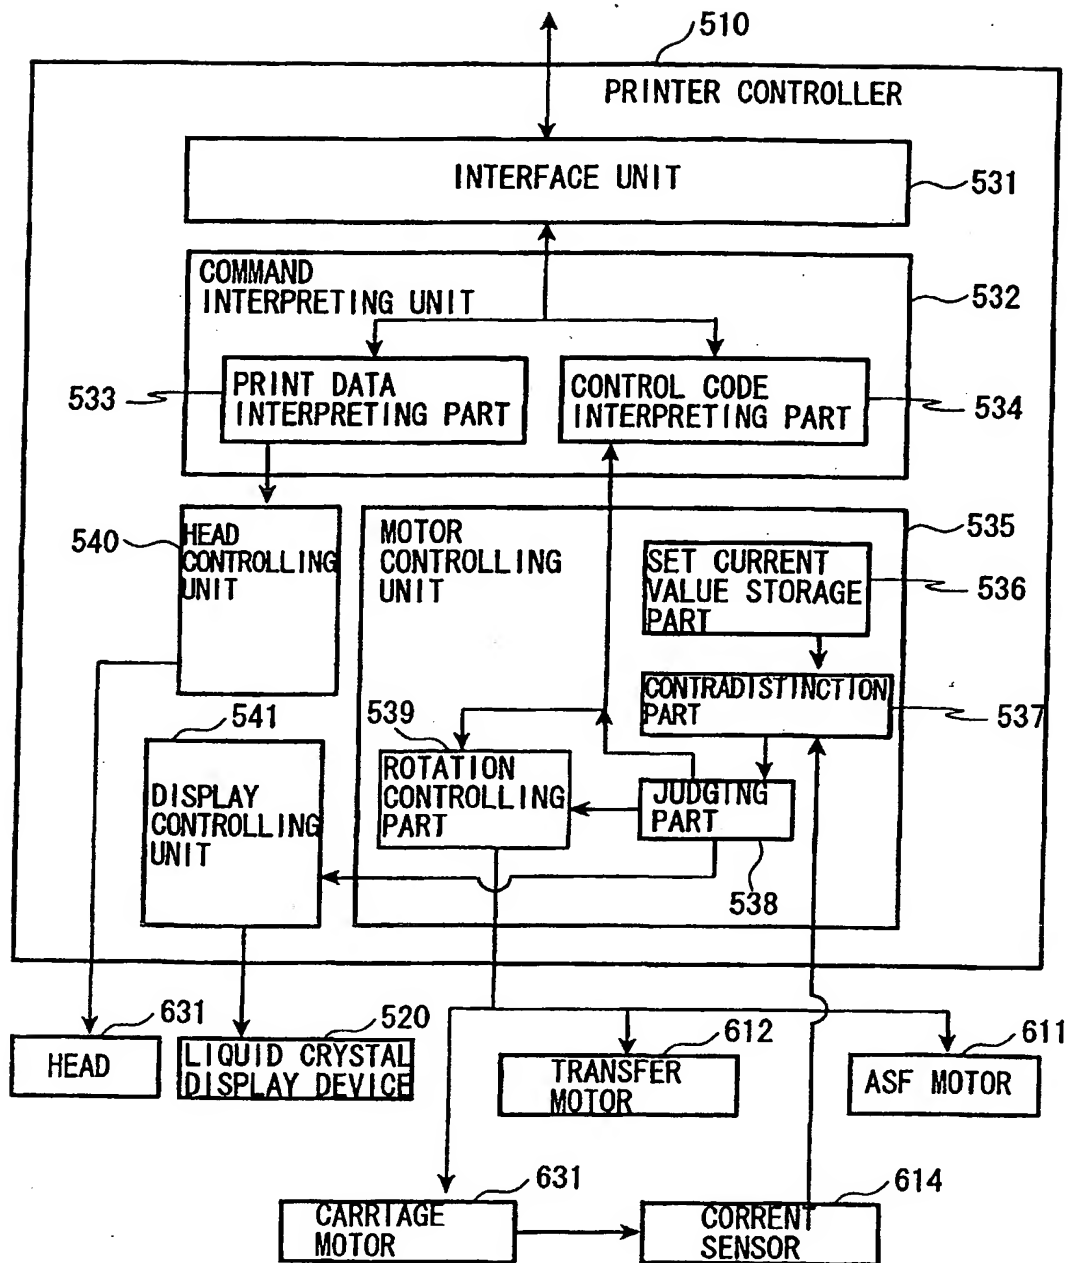 510
PRINTER CONTROLLER
INTERFACE UNIT
531
COMMAND
INTERPRETING UNIT
532
533
PRINT DATA
INTERPRETING PART
CONTROL CODE
INTERPRETING PART
534
540
HEAD
CONTROLLING
UNIT
MOTOR
CONTROLLING
UNIT
535
SET CURRENT
VALUE STORAGE
PART
536
CONTRADISTINCTION
PART
537
541
DISPLAY
CONTROLLING
UNIT
539
ROTATION
CONTROLLING
PART
JUDGING
PART
538
631
HEAD
520
LIQUID CRYSTAL
DISPLAY DEVICE
612
TRANSFER
MOTOR
611
ASF MOTOR
631
CARRIAGE
MOTOR
614
CORRENT
SENSOR